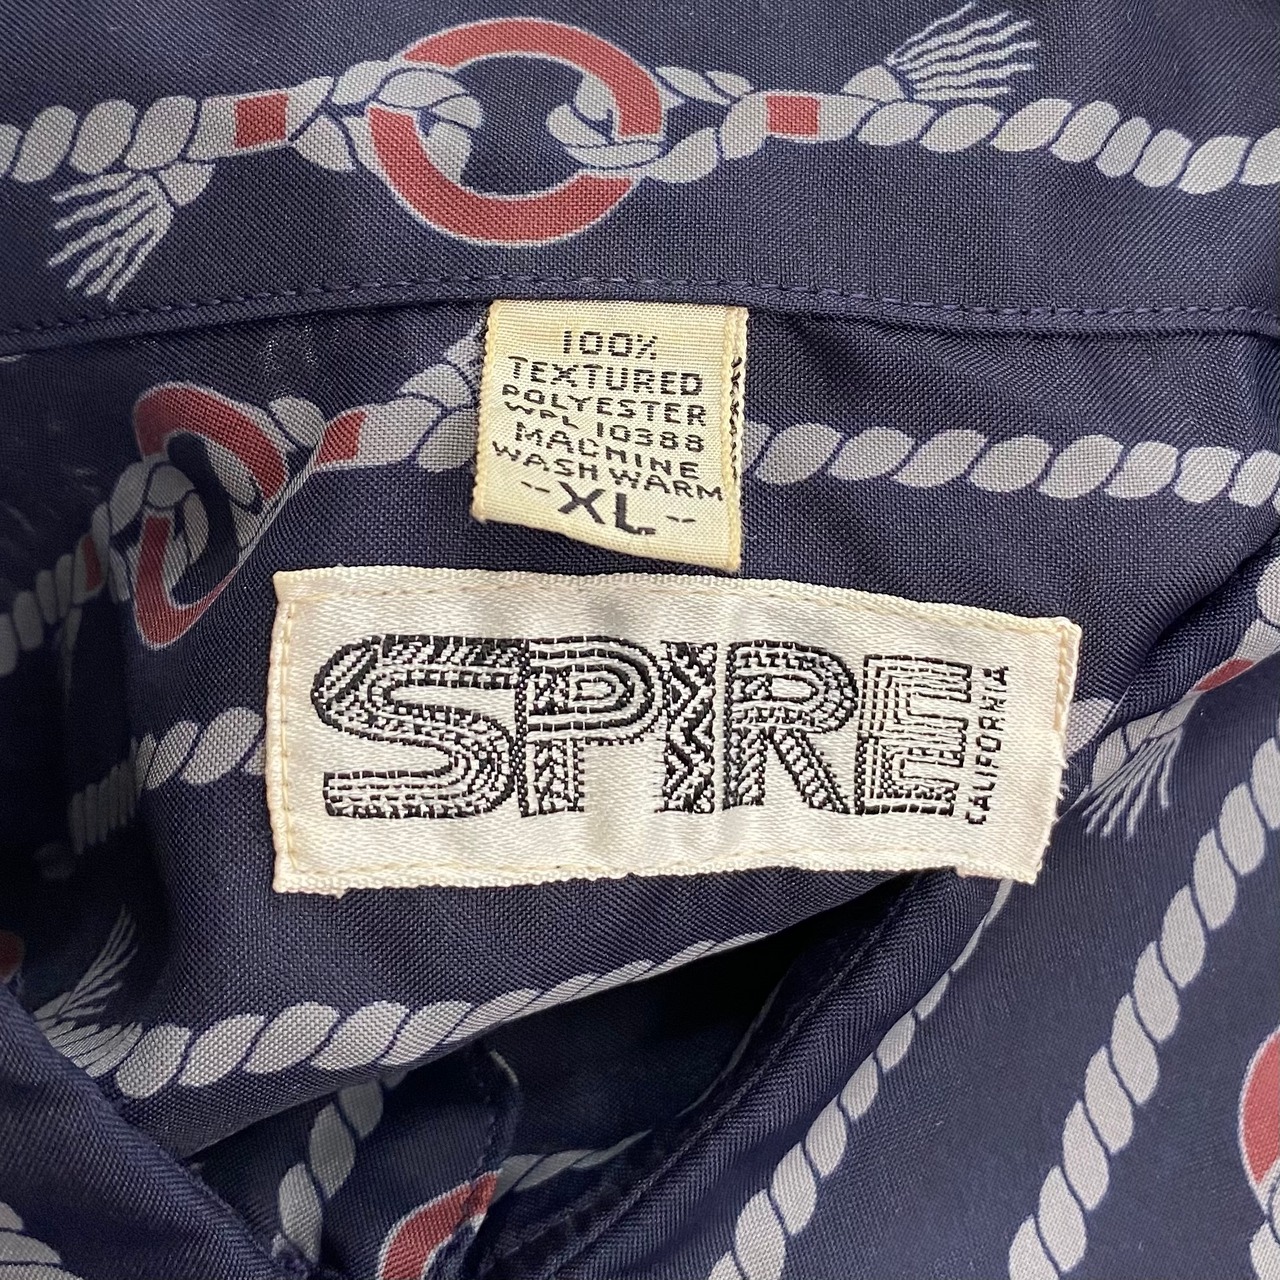 100%
TEXTURED
POLYESTER
WPL 10388
MACHINE
WASH WARM
--XL--
SPIRE
CALIFORNIA